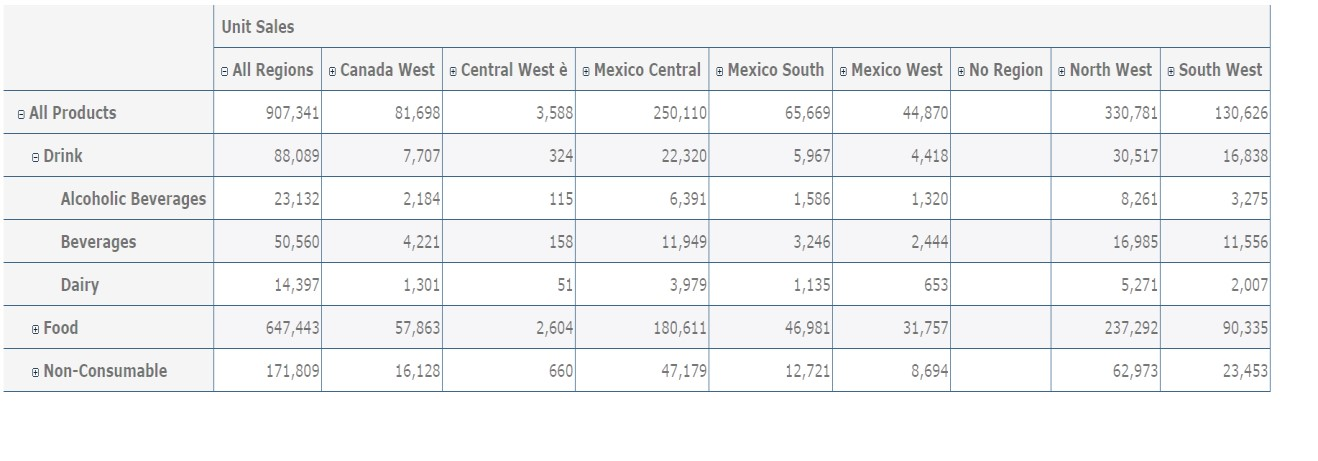 Unit Sales
All Regions Canada West Central West è Mexico Central Mexico South Mexico West No Region North West South West
All Products 907,341 81,698 3,588 250,110 65,669 44,870 330,781 130,626
Drink 88,089 7,707 324 22,320 5,967 4,418 30,517 16,838
Alcoholic Beverages 23,132 2,184 115 6,391 1,586 1,320 8,261 3,275
Beverages 50,560 4,221 158 11,949 3,246 2,444 16,985 11,556
Dairy 14,397 1,301 51 3,979 1,135 653 5,271 2,007
Food 647,443 57,863 2,604 180,611 46,981 31,757 237,292 90,335
Non-Consumable 171,809 16,128 660 47,179 12,721 8,694 62,973 23,453